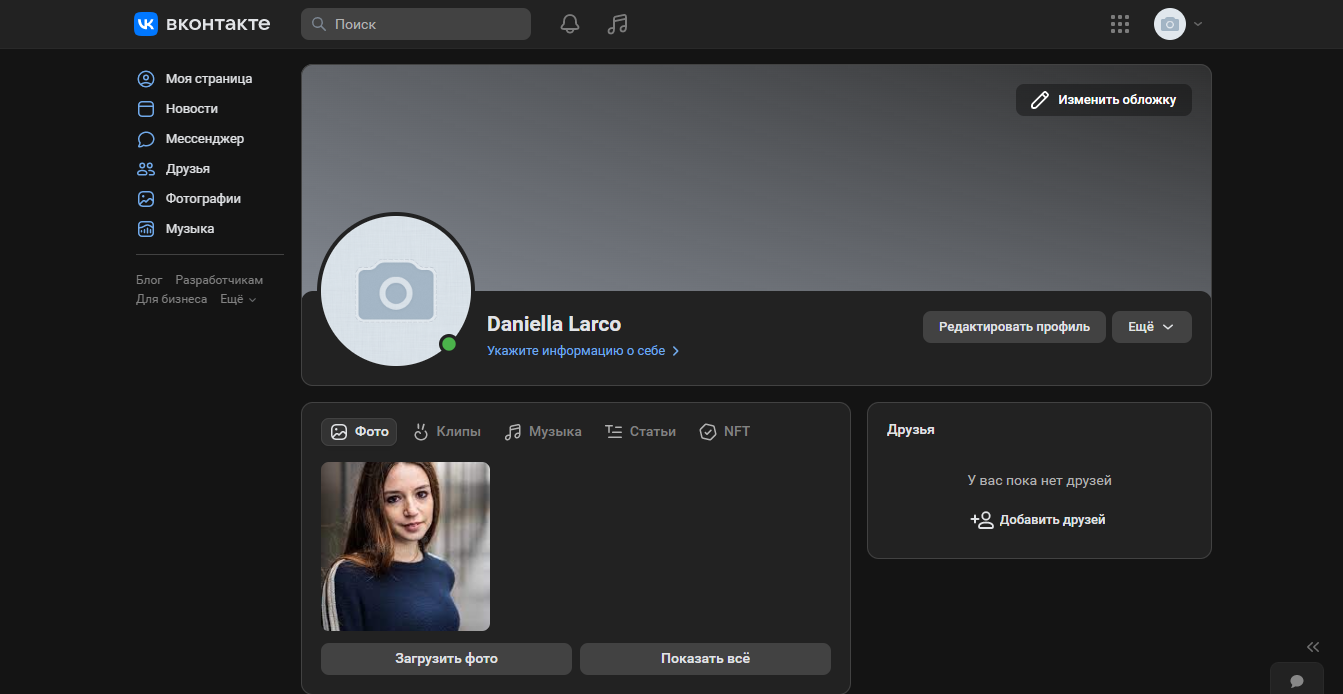 вконтакте
Поиск
Моя страница
Новости
Мессенджер
Друзья
Фотографии
Музыка
Блог Разработчикам
Для бизнеса Ещё
Изменить обложку
Daniella Larco
Укажите информацию о себе
Редактировать профиль
Ещё
Фото Клипы Музыка Статьи NFT
Загрузить фото
Показать всё
Друзья
У вас пока нет друзей
Добавить друзей